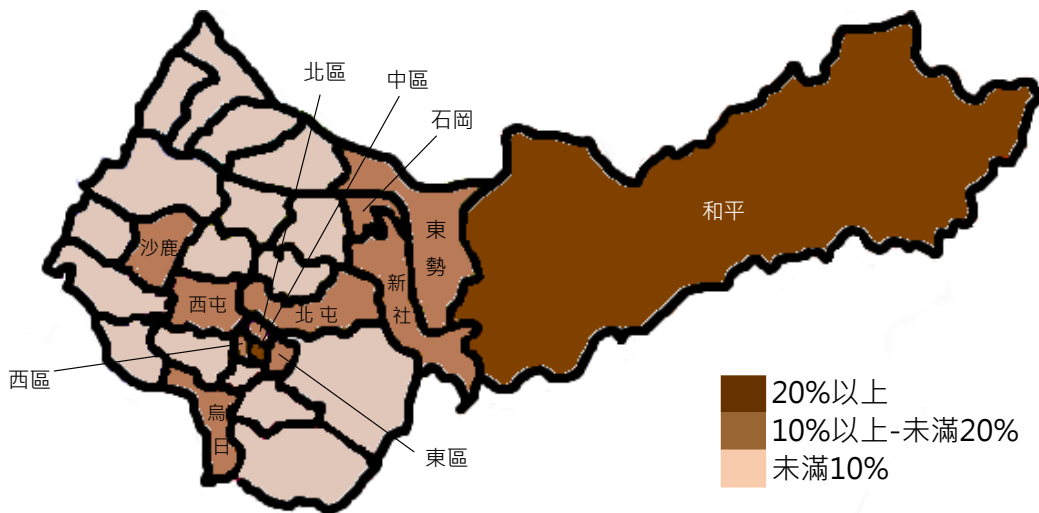 北區
中區
石岡
和平
東
勢
沙鹿
新
社
西屯
北屯
西區
烏
日
東區
20%以上
10%以上-未滿20%
未滿10%